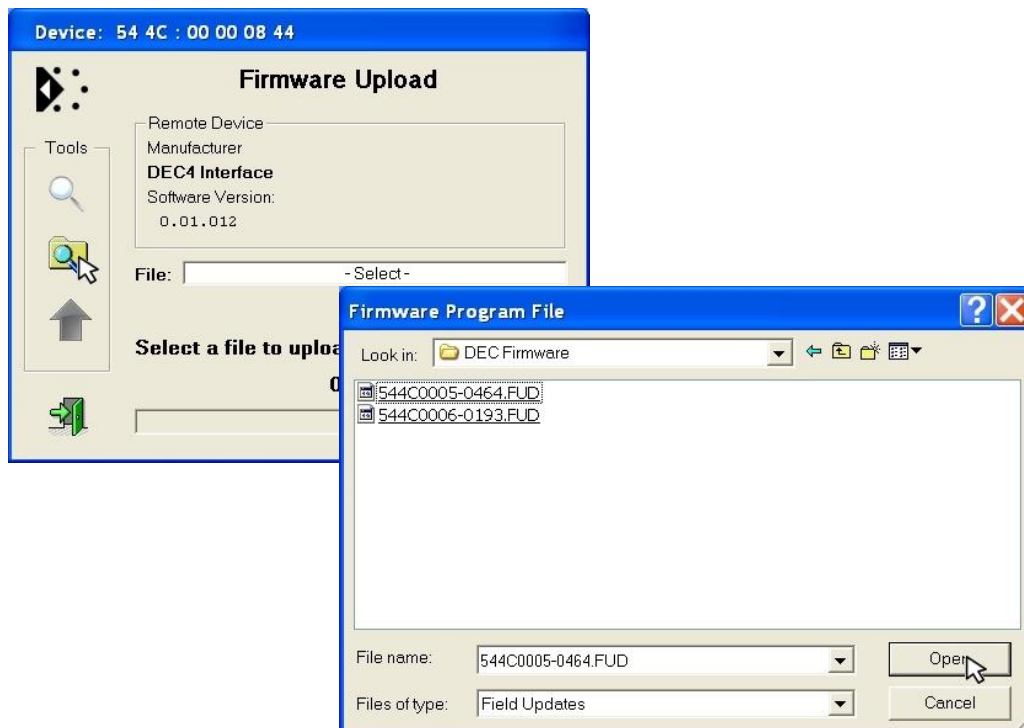 Device: 54 4C : 00 00 08 44
Firmware Upload
Tools
Remote Device
Manufacturer
DEC4 Interface
Software Version:
0.01.012
File: - Select -
Select a file to uploa
0
Firmware Program File
Look in: DEC Firmware
544C0005-0464.FUD
544C0006-0193.FUD
File name: 544C0005-0464.FUD
Open
Files of type: Field Updates
Cancel